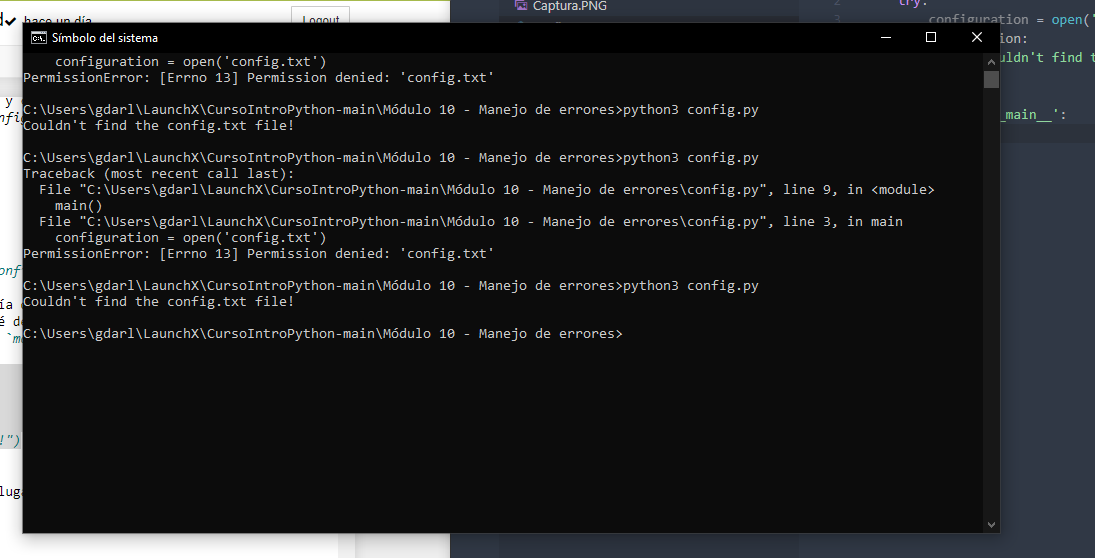 hace un día
Logout
Captura.PNG
2
try:
3
configuration = open('
Símbolo del sistema
configuration = open('config.txt')
PermissionError: [Errno 13] Permission denied: 'config.txt'
C:\Users\gdarl\LaunchX\CursoIntroPython-main\Módulo 10 - Manejo de errores>python3 config.py
Couldn't find the config.txt file!
C:\Users\gdarl\LaunchX\CursoIntroPython-main\Módulo 10 - Manejo de errores>python3 config.py
Traceback (most recent call last):
File "C:\Users\gdarl\LaunchX\CursoIntroPython-main\Módulo 10 - Manejo de errores\config.py", line 9, in <module>
main()
File "C:\Users\gdarl\LaunchX\CursoIntroPython-main\Módulo 10 - Manejo de errores\config.py", line 3, in main
configuration = open('config.txt')
PermissionError: [Errno 13] Permission denied: 'config.txt'
C:\Users\gdarl\LaunchX\CursoIntroPython-main\Módulo 10 - Manejo de errores>python3 config.py
Couldn't find the config.txt file!
C:\Users\gdarl\LaunchX\CursoIntroPython-main\Módulo 10 - Manejo de errores>
ion:
uldn't find t
_main__':
y
!")